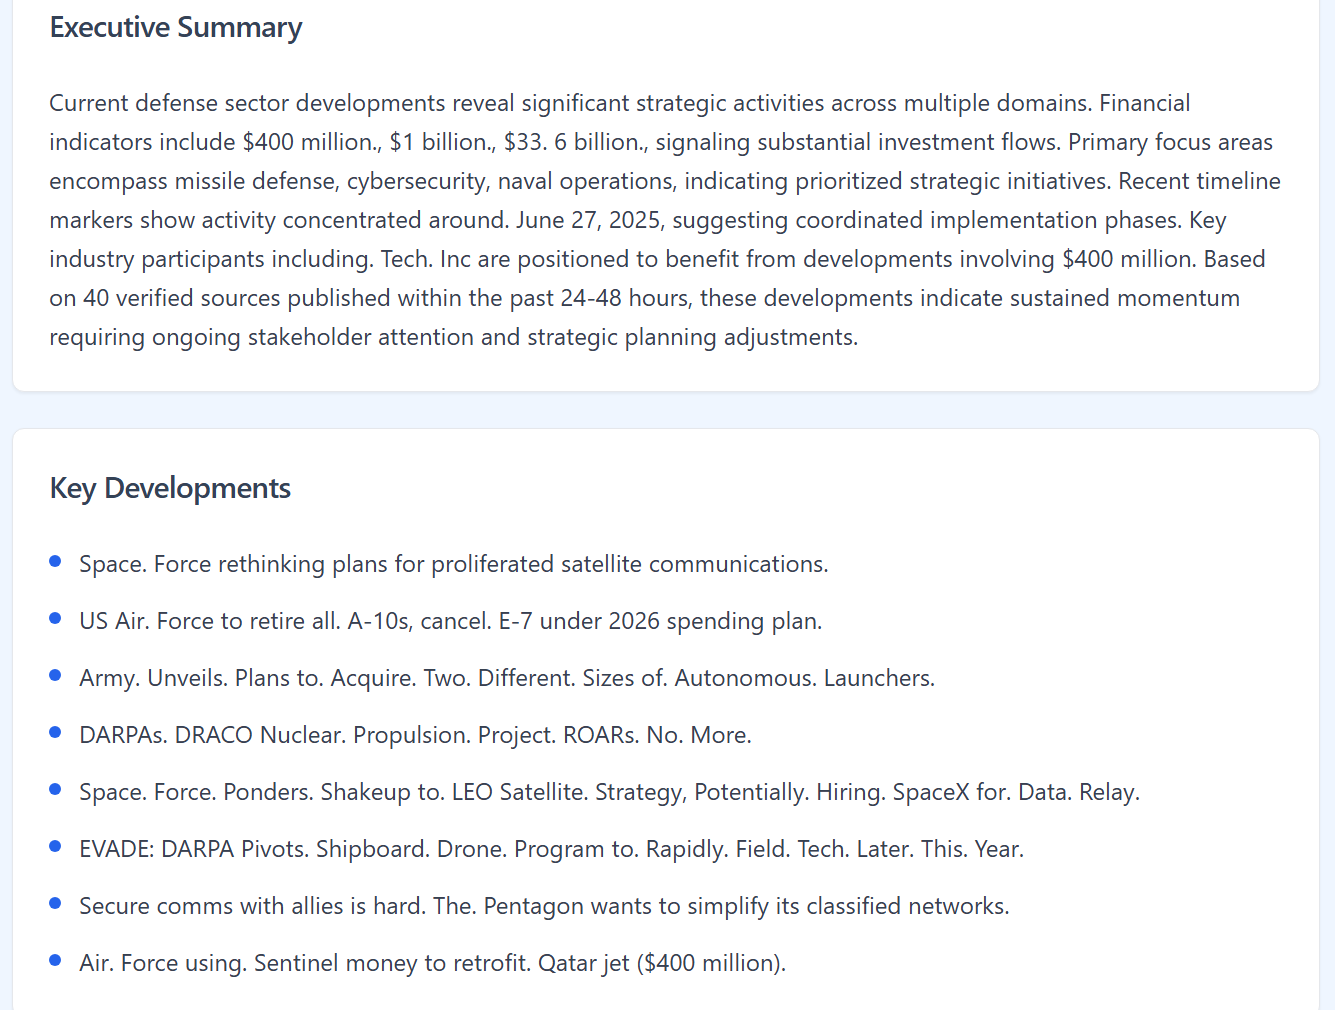 Executive Summary
Current defense sector developments reveal significant strategic activities across multiple domains. Financial
indicators include $400 million., $1 billion., $33. 6 billion., signaling substantial investment flows. Primary focus areas
encompass missile defense, cybersecurity, naval operations, indicating prioritized strategic initiatives. Recent timeline
markers show activity concentrated around. June 27, 2025, suggesting coordinated implementation phases. Key
industry participants including. Tech. Inc are positioned to benefit from developments involving $400 million. Based
on 40 verified sources published within the past 24-48 hours, these developments indicate sustained momentum
requiring ongoing stakeholder attention and strategic planning adjustments.
Key Developments
Space. Force rethinking plans for proliferated satellite communications.
US Air. Force to retire all. A-10s, cancel. E-7 under 2026 spending plan.
Army. Unveils. Plans to. Acquire. Two. Different. Sizes of. Autonomous. Launchers.
DARPAs. DRACO Nuclear. Propulsion. Project. ROARs. No. More.
Space. Force. Ponders. Shakeup to. LEO Satellite. Strategy, Potentially. Hiring. SpaceX for. Data. Relay.
EVADE: DARPA Pivots. Shipboard. Drone. Program to. Rapidly. Field. Tech. Later. This. Year.
Secure comms with allies is hard. The. Pentagon wants to simplify its classified networks.
Air. Force using. Sentinel money to retrofit. Qatar jet ($400 million).